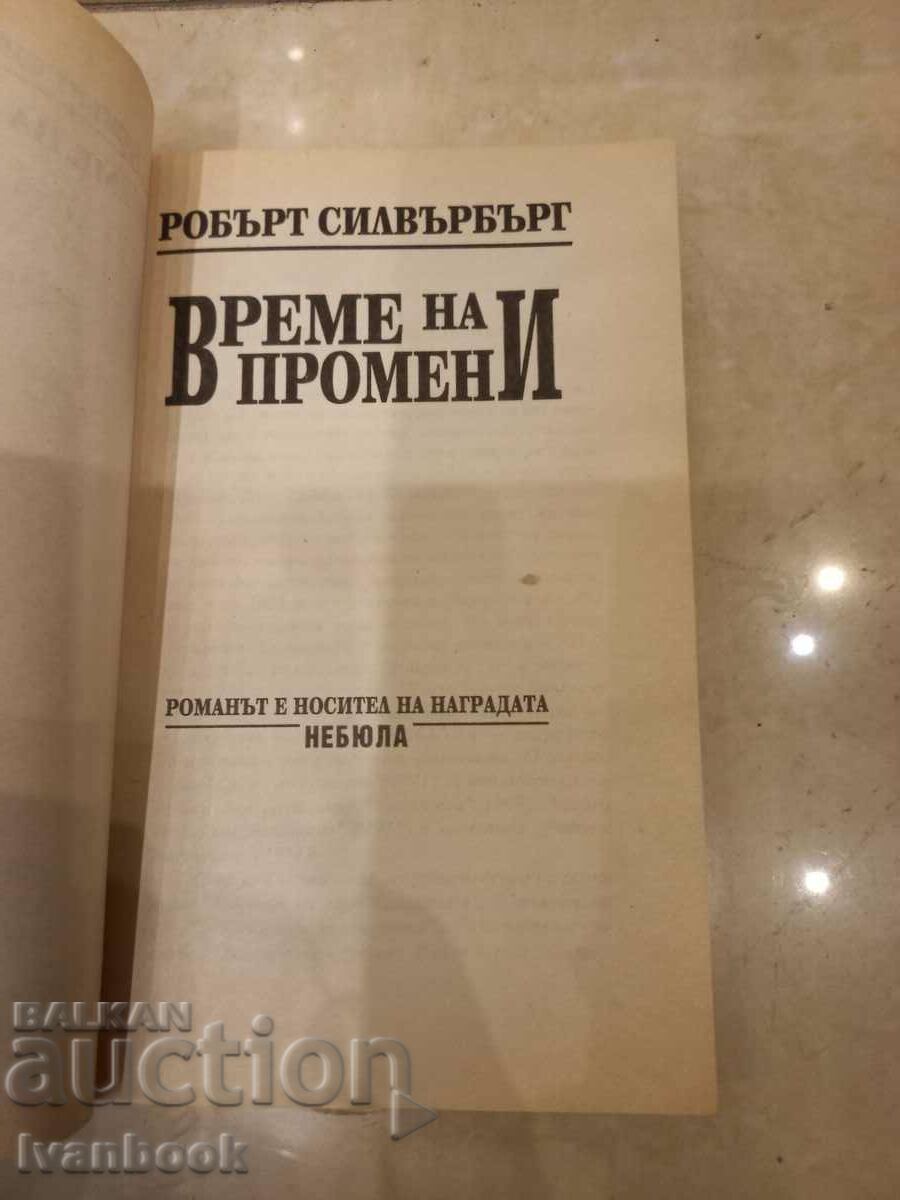 РОБЪРТ СИЛВЪРБЪРГ
ВРЕМЕ НА
ПРОМЕНИ
РОМАНЪТ Е НОСИТЕЛ НА НАГРАДАТА
НЕБЮЛА
BALKAN
auction
Ivanbook